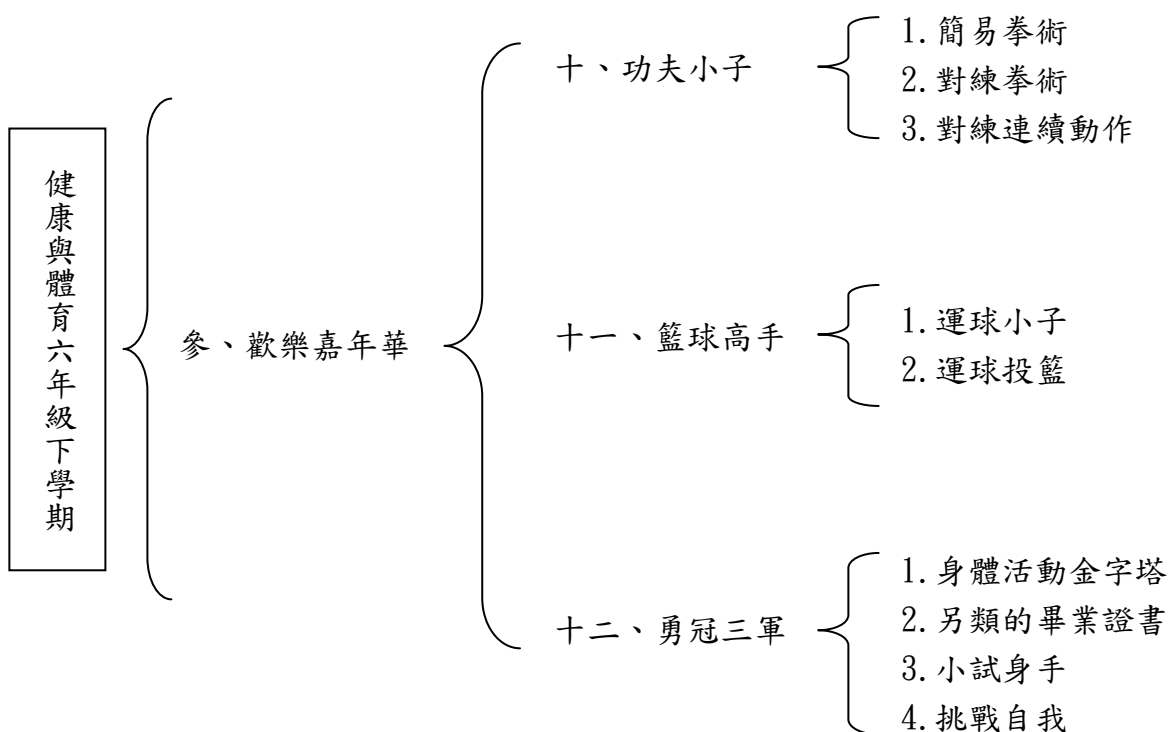 健康與體育六年級下學期
參、歡樂嘉年華
十、功夫小子
1.簡易拳術
2.對練拳術
3.對練連續動作
十一、籃球高手
1.運球小子
2.運球投籃
十二、勇冠三軍
1.身體活動金字塔
2.另類的畢業證書
3.小試身手
4.挑戰自我